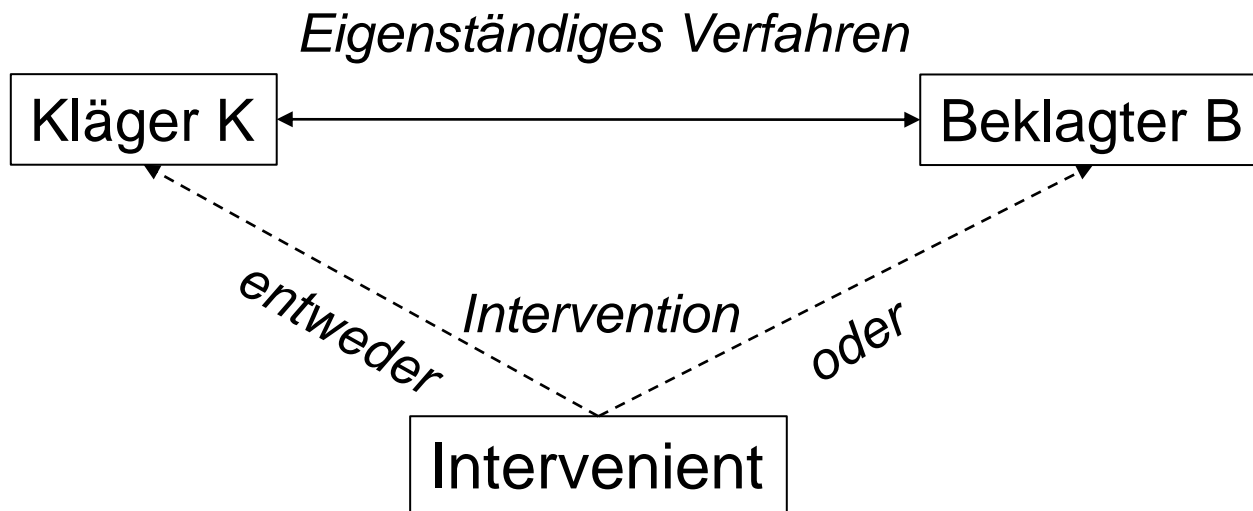 Eigenständiges Verfahren
Kläger K
Beklagter B
entweder
Intervention
oder
Intervenient